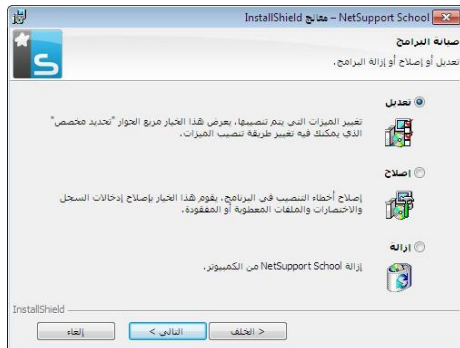 NetSupport School – معالج InstallShield
صيانة البرامج
تعديل أو إصلاح أو إزالة البرامج.
تعديل
تغيير الميزات التي يتم تنصيبها. يعرض هذا الخيار مربع الحوار "تحديد مخصص"
الذي يمكنك فيه تغيير طريقة تنصيب الميزات.
إصلاح
إصلاح أخطاء التنصيب في البرنامج. يقوم هذا الخيار بإصلاح إدخالات السجل
والاختصارات والملفات المعطوبة أو المفقودة.
ازالة
إزالة NetSupport School من الكمبيوتر.
InstallShield
< الخلف
التالي >
إلغاء